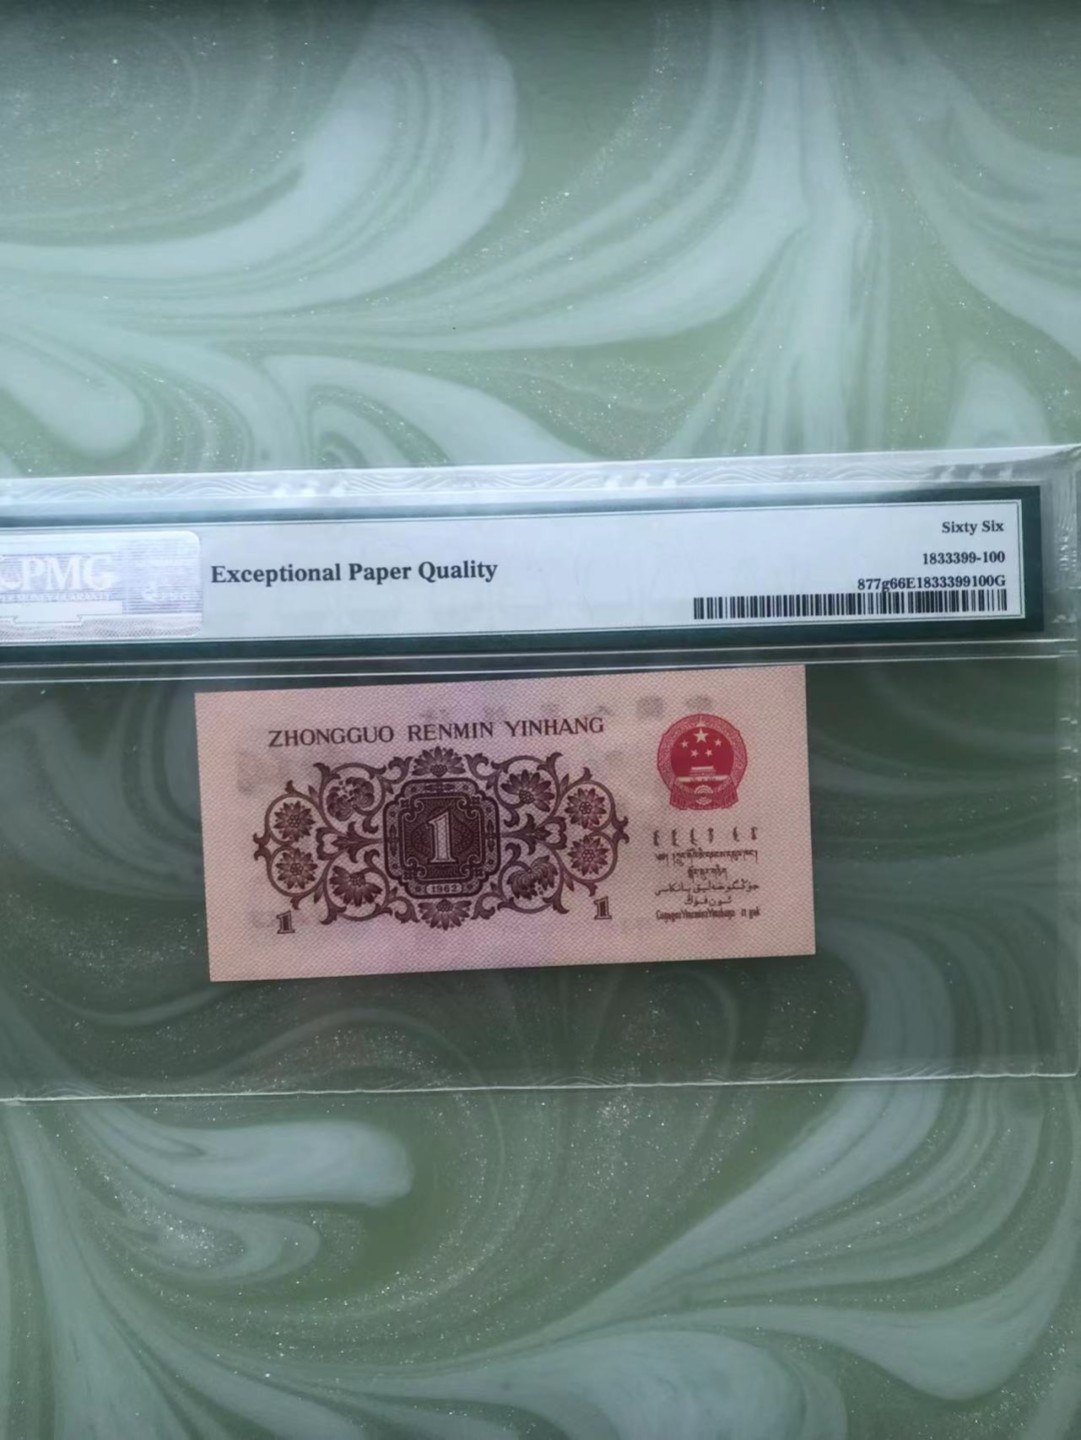 Sixty Six
1833399-100
PMG
Exceptional Paper Quality
877g66E1833399100G
ZHONGGUO RENMIN YINHANG
1
1962
1
1